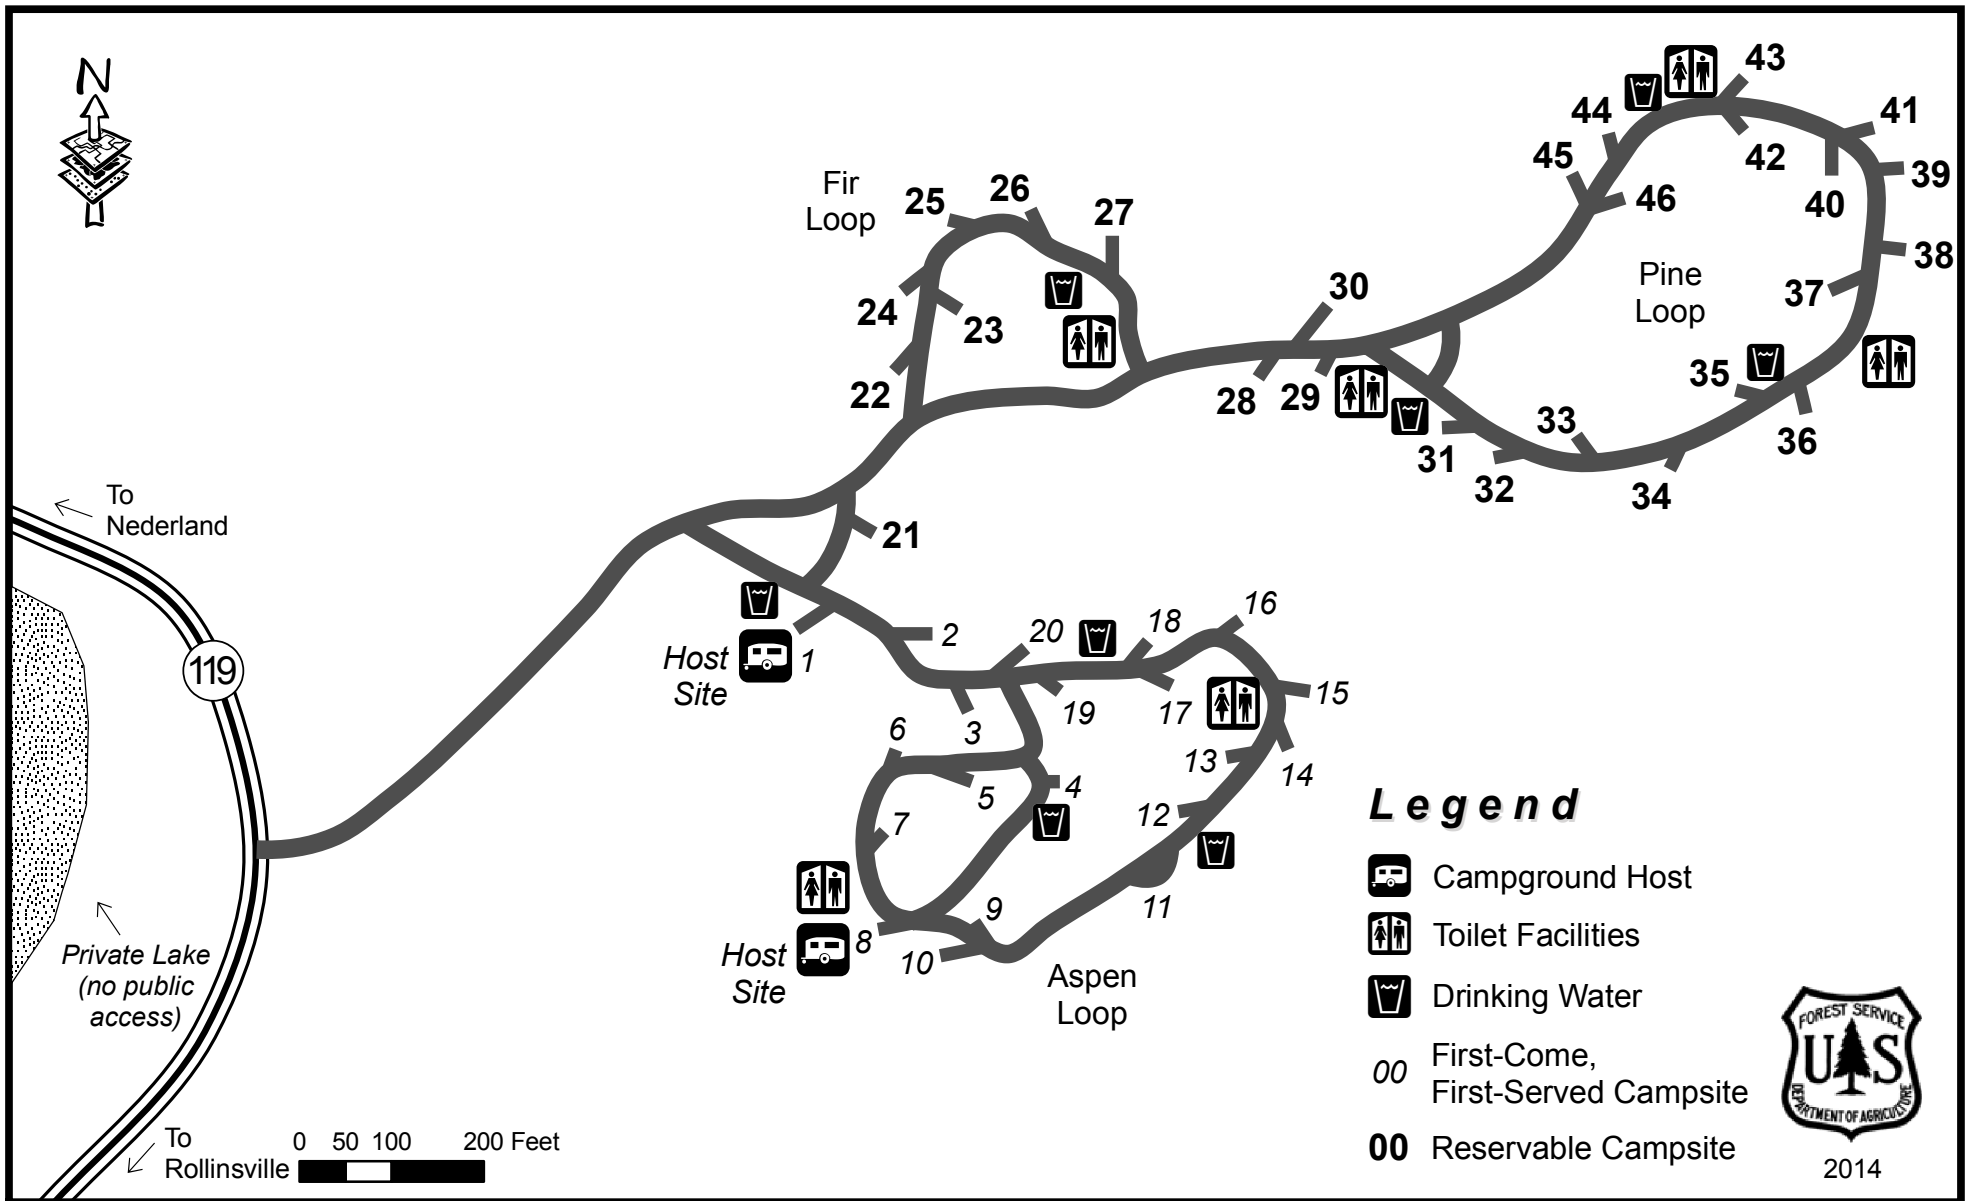 N
43
44
41
45
42
39
Fir
Loop
25
26
27
46
40
38
Pine
Loop
30
37
24
23
22
35
28
29
33
36
31
32
34
To
Nederland
21
16
18
20
2
Host
Site
1
119
15
19
17
3
6
13
14
5
4
12
7
9
11
8
10
Host
Site
Aspen
Loop
Private Lake
(no public
access)
To
Rollinsville
0 50 100 200 Feet
Legend
Campground Host
Toilet Facilities
Drinking Water
00 First-Come,
First-Served Campsite
00 Reservable Campsite
FOREST SERVICE
U S
DEPARTMENT OF AGRICULTURE
2014